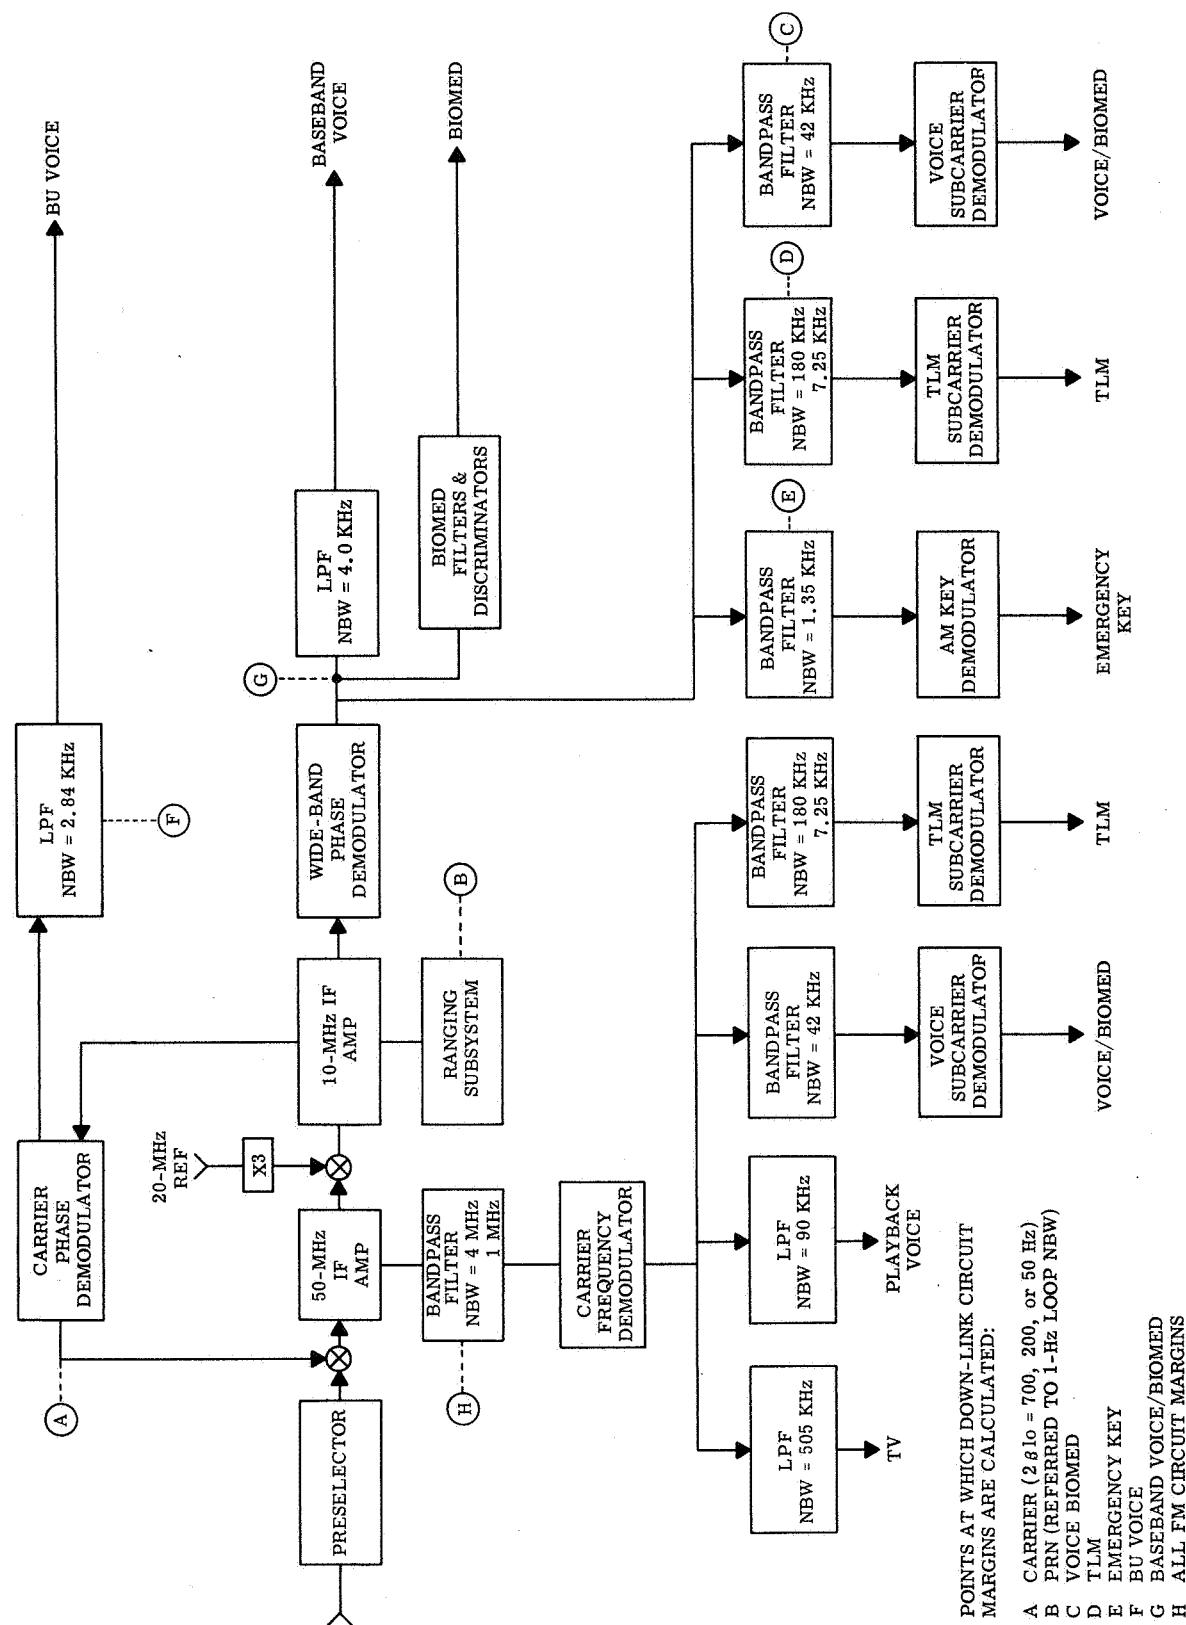 BU VOICE
LPF
NBW = 2.84 KHz
F
CARRIER
PHASE
DEMODULATOR
A
BASEBAND
VOICE
LPF
NBW = 4.0 KHz
G
WIDE-BAND
PHASE
DEMODULATOR
10-MHz IF
AMP
20-MHz
REF
X3
50-MHz
IF
AMP
PRESELECTOR
BIOMED
BIOMED
FILTERS &
DISCRIMINATORS
B
RANGING
SUBSYSTEM
BANDPASS
FILTER
NBW = 4 MHz
1 MHz
H
CARRIER
FREQUENCY
DEMODULATOR
LPF
NBW = 505 KHz
TV
LPF
NBW = 90 KHz
PLAYBACK
VOICE
BANDPASS
FILTER
NBW = 42 KHz
VOICE
SUBCARRIER
DEMODULATOR
VOICE/BIOMED
BANDPASS
FILTER
NBW = 180 KHz
7.25 KHz
TLM
SUBCARRIER
DEMODULATOR
TLM
BANDPASS
FILTER
NBW = 1.35 KHz
E
AM KEY
DEMODULATOR
EMERGENCY
KEY
BANDPASS
FILTER
NBW = 180 KHz
7.25 KHz
D
TLM
SUBCARRIER
DEMODULATOR
TLM
BANDPASS
FILTER
NBW = 42 KHz
C
VOICE
SUBCARRIER
DEMODULATOR
VOICE/BIOMED
POINTS AT WHICH DOWN-LINK CIRCUIT
MARGINS ARE CALCULATED:
A CARRIER (2 = 700, 200, or 50 Hz)
B PRN (REFERRED TO 1-Hz LOOP NBW)
C VOICE BIOMED
D TLM
E EMERGENCY KEY
F BU VOICE
G BASEBAND VOICE/BIOMED
H ALL FM CIRCUIT MARGINS